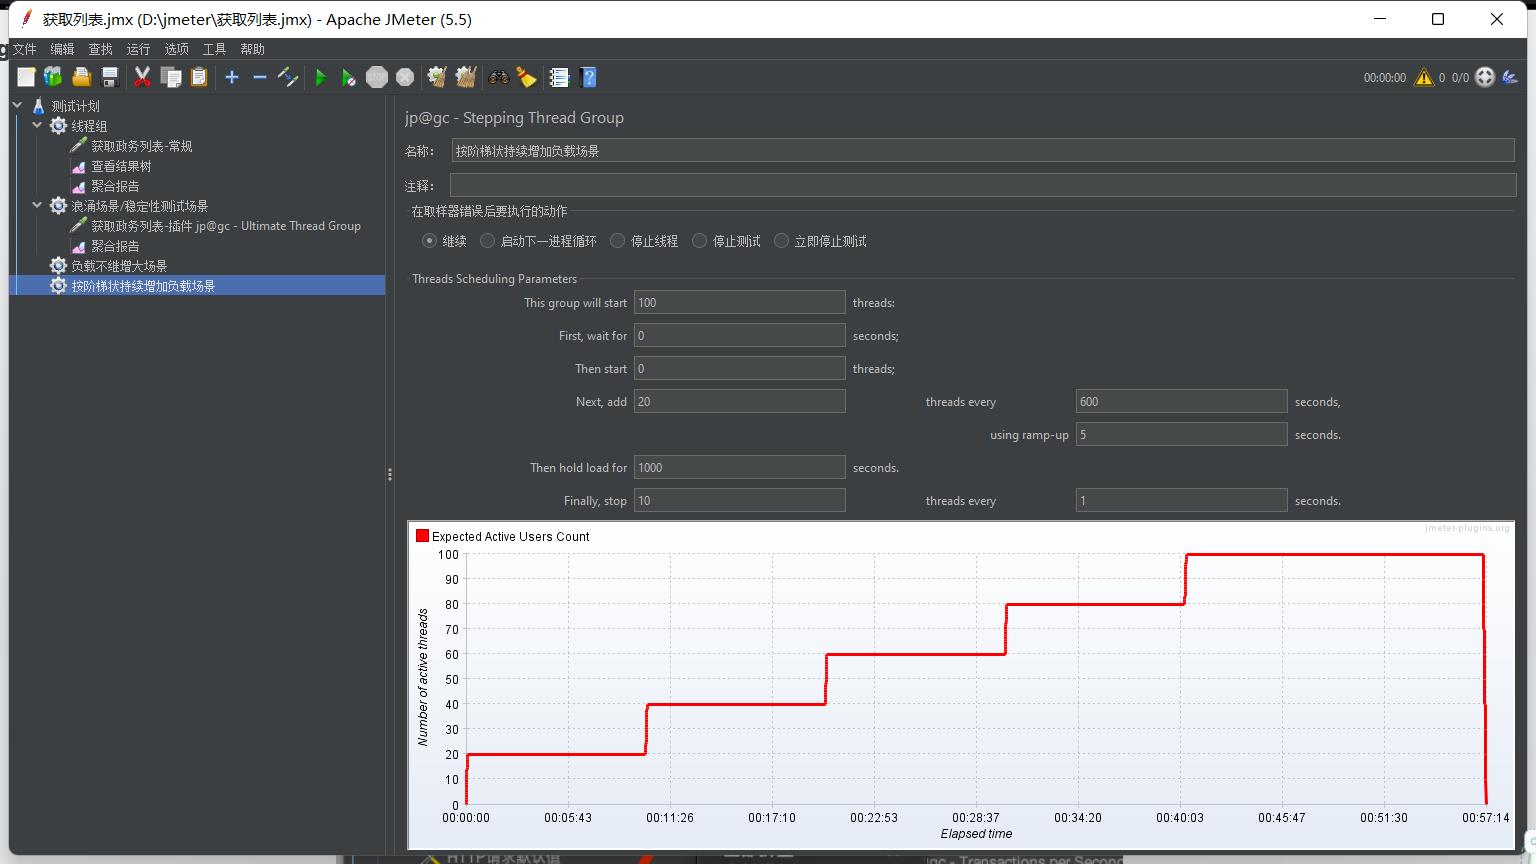 获取列表.jmx (D:\jmeter\获取列表.jmx) - Apache JMeter (5.5)
文件 编辑 查找 运行 选项 工具 帮助
00:00:00 0 0/0
测试计划
线程组
获取政务列表-常规
查看结果树
聚合报告
浪涌场景/稳定性测试场景
获取政务列表-插件 jp@gc - Ultimate Thread Group
聚合报告
负载不维增大场景
按阶梯状持续增加负载场景
jp@gc - Stepping Thread Group
名称: 按阶梯状持续增加负载场景
注释:
在取样器错误后要执行的动作
继续 启动下一进程循环 停止线程 停止测试 立即停止测试
Threads Scheduling Parameters
This group will start 100 threads:
First, wait for 0 seconds;
Then start 0 threads;
Next, add 20 threads every 600 seconds,
using ramp-up 5 seconds.
Then hold load for 1000 seconds.
Finally, stop 10 threads every 1 seconds.
jmeter-plugins.org
Expected Active Users Count
100
90
80
70
60
50
40
30
20
10
0
Number of active threads
00:00:00 00:05:43 00:11:26 00:17:10 00:22:53 00:28:37 00:34:20 00:40:03 00:45:47 00:51:30 00:57:14
Elapsed time
HTTP请求默认值
gc - Transactions per Second